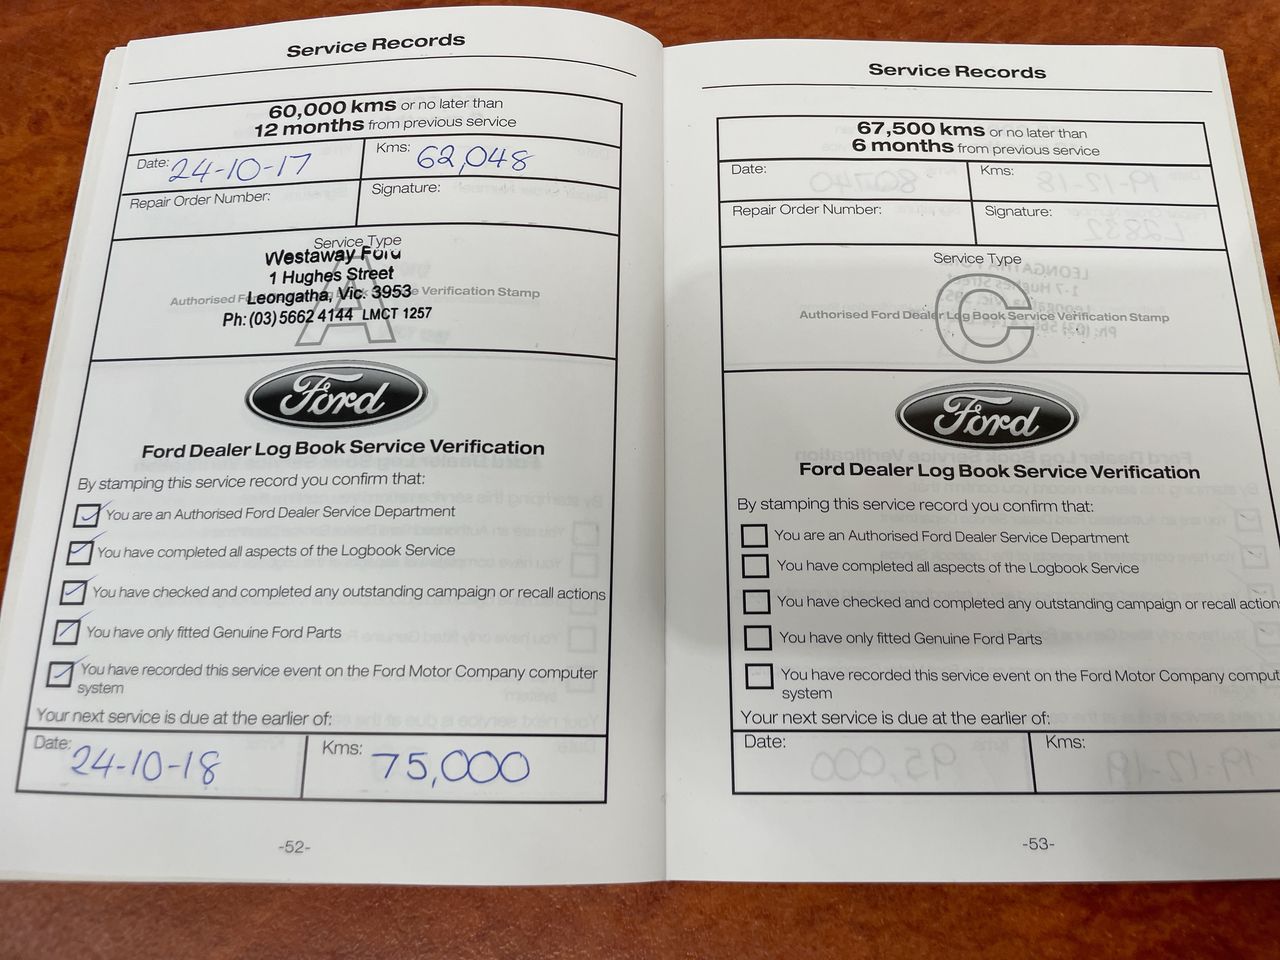 Service Records
60,000 kms or no later than
12 months from previous service
Date: 24-10-17
Kms: 62,048
Repair Order Number:
Signature:
Service Type
A
Westaway Ford
1 Hughes Street
Authorised Ford Log Book Service Verification Stamp
Leongatha, Vic. 3953
Ph: (03) 5662 4144 LMCT 1257
Ford
Ford Dealer Log Book Service Verification
By stamping this service record you confirm that:
You are an Authorised Ford Dealer Service Department
You have completed all aspects of the Logbook Service
You have checked and completed any outstanding campaign or recall actions
You have only fitted Genuine Ford Parts
You have recorded this service event on the Ford Motor Company computer
system
Your next service is due at the earlier of:
Date: 24-10-18
Kms: 75,000
-52-
Service Records
67,500 kms or no later than
6 months from previous service
Date:
Kms:
Repair Order Number:
Signature:
Service Type
C
Authorised Ford Dealer Log Book Service Verification Stamp
Ford
Ford Dealer Log Book Service Verification
By stamping this service record you confirm that:
You are an Authorised Ford Dealer Service Department
You have completed all aspects of the Logbook Service
You have checked and completed any outstanding campaign or recall action
You have only fitted Genuine Ford Parts
You have recorded this service event on the Ford Motor Company comput
system
Your next service is due at the earlier of:
Date:
Kms:
-53-